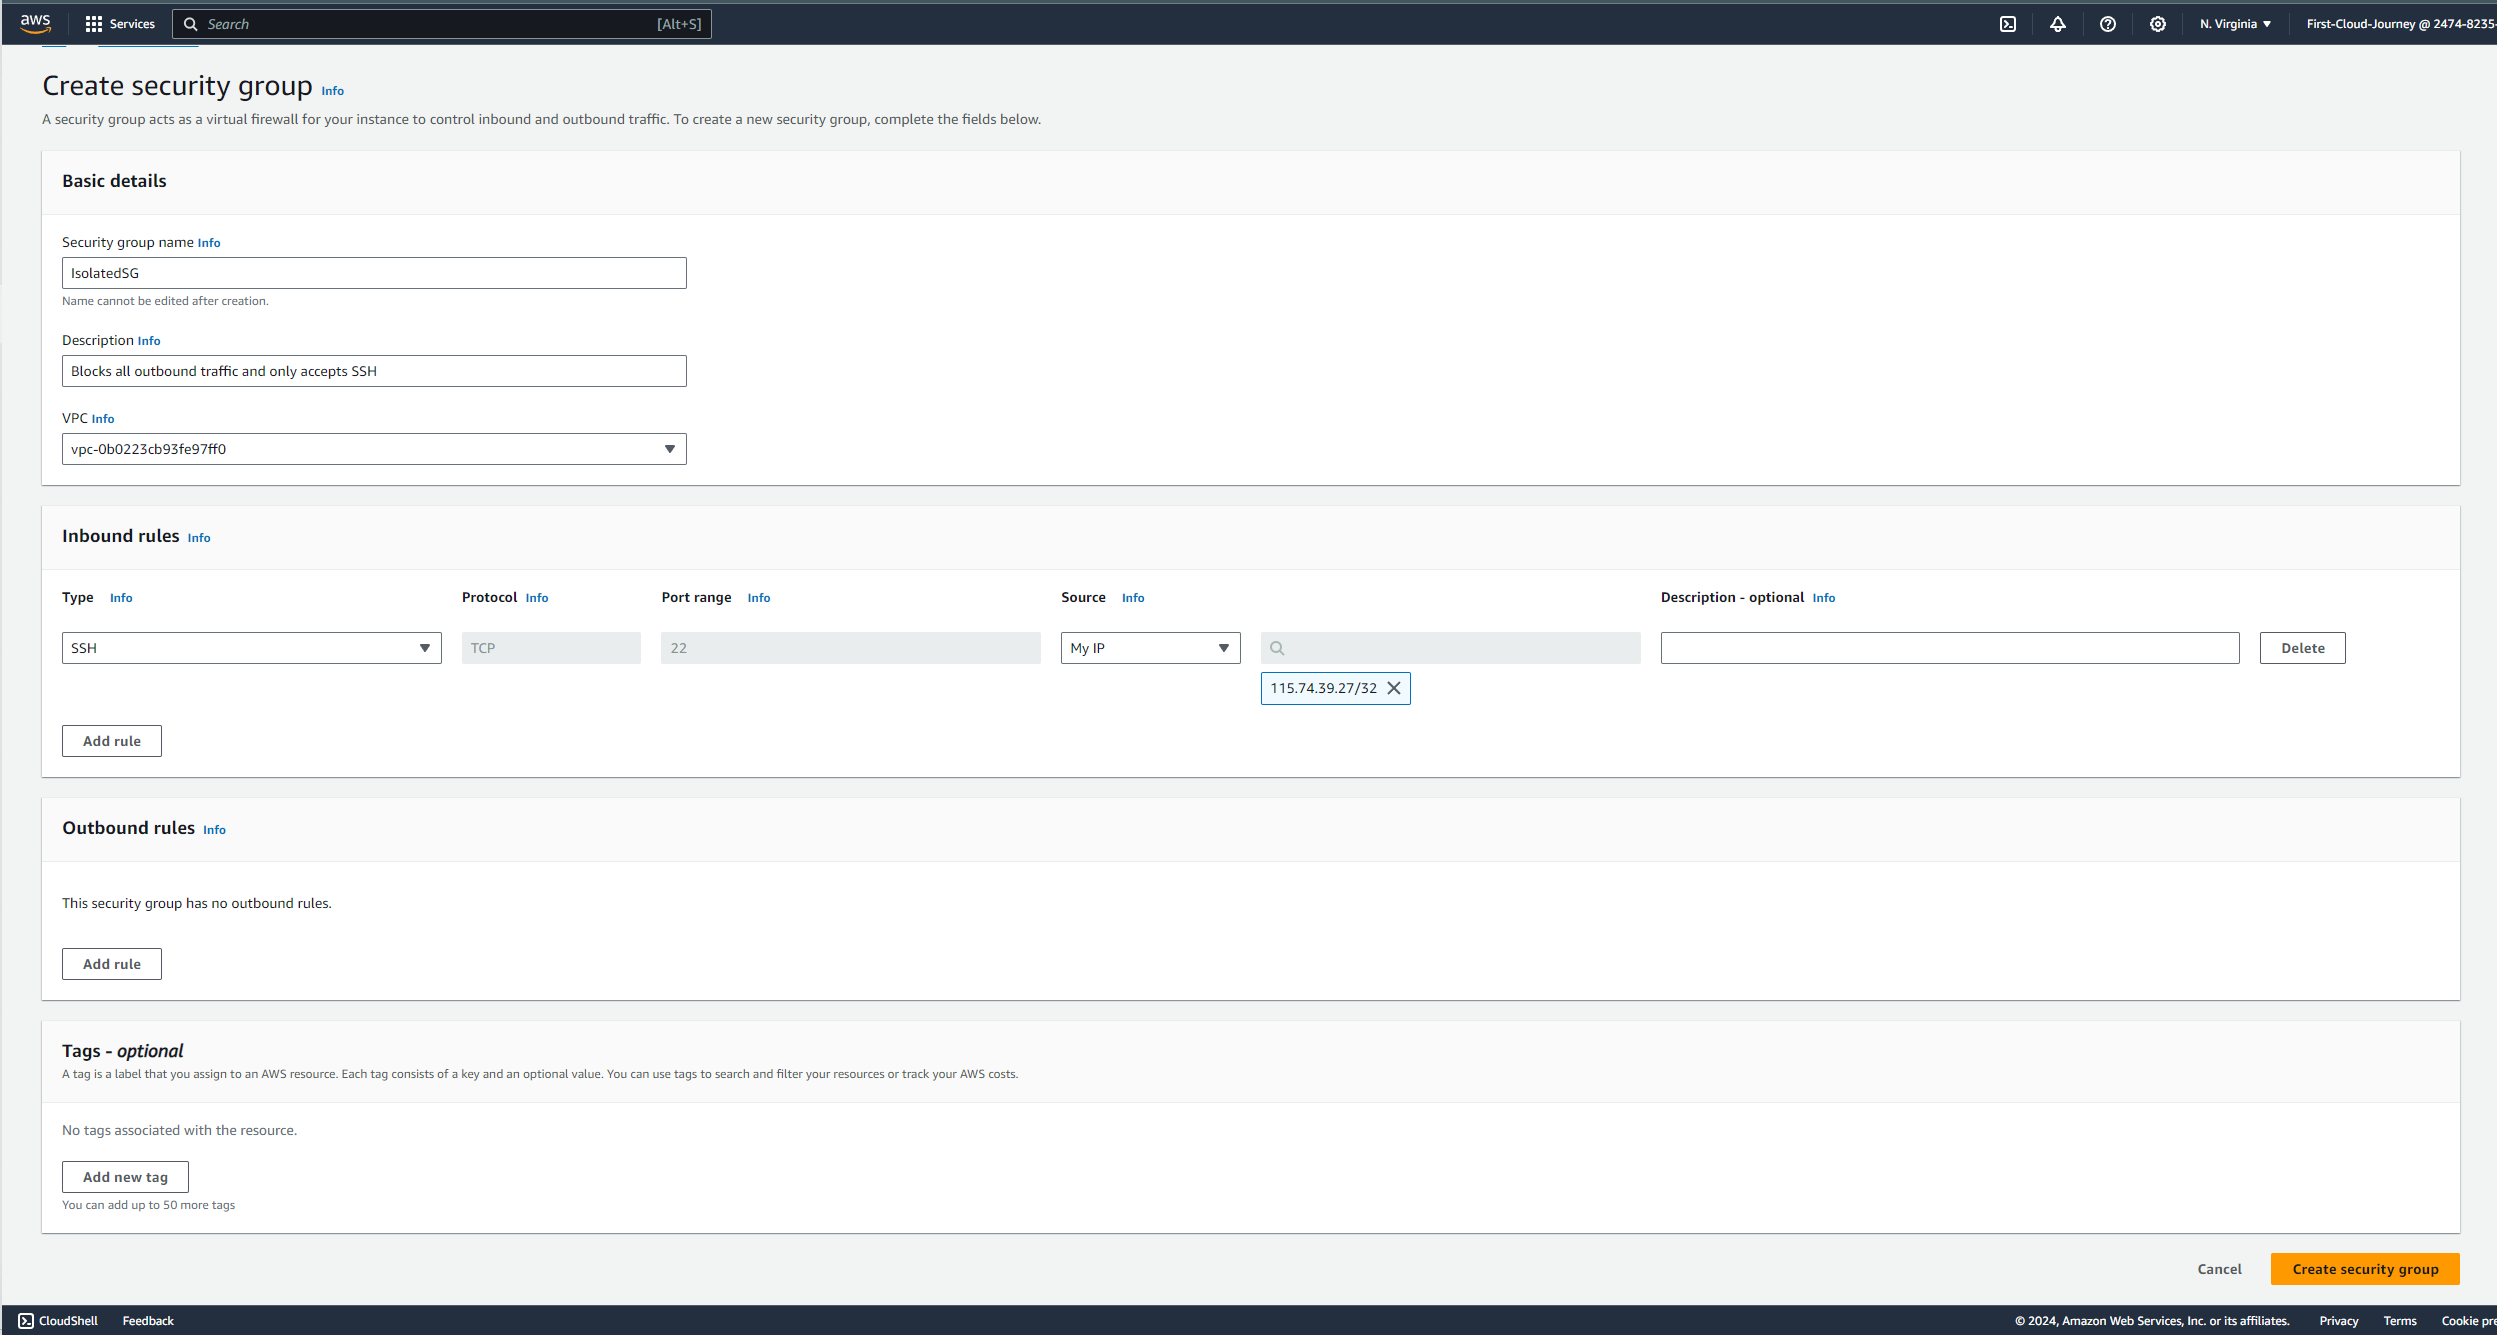 aws Services Search [Alt+S] N. Virginia First-Cloud-Journey @ 2474-8235-
Create security group Info
A security group acts as a virtual firewall for your instance to control inbound and outbound traffic. To create a new security group, complete the fields below.
Basic details
Security group name Info
IsolatedSG
Name cannot be edited after creation.
Description Info
Blocks all outbound traffic and only accepts SSH
VPC Info
vpc-0b0223cb93fe97ff0
Inbound rules Info
Type Info Protocol Info Port range Info Source Info Description - optional Info
SSH TCP 22 My IP Delete
115.74.39.27/32
Add rule
Outbound rules Info
This security group has no outbound rules.
Add rule
Tags - optional
A tag is a label that you assign to an AWS resource. Each tag consists of a key and an optional value. You can use tags to search and filter your resources or track your AWS costs.
No tags associated with the resource.
Add new tag
You can add up to 50 more tags
Cancel Create security group
CloudShell Feedback © 2024, Amazon Web Services, Inc. or its affiliates. Privacy Terms Cookie pre